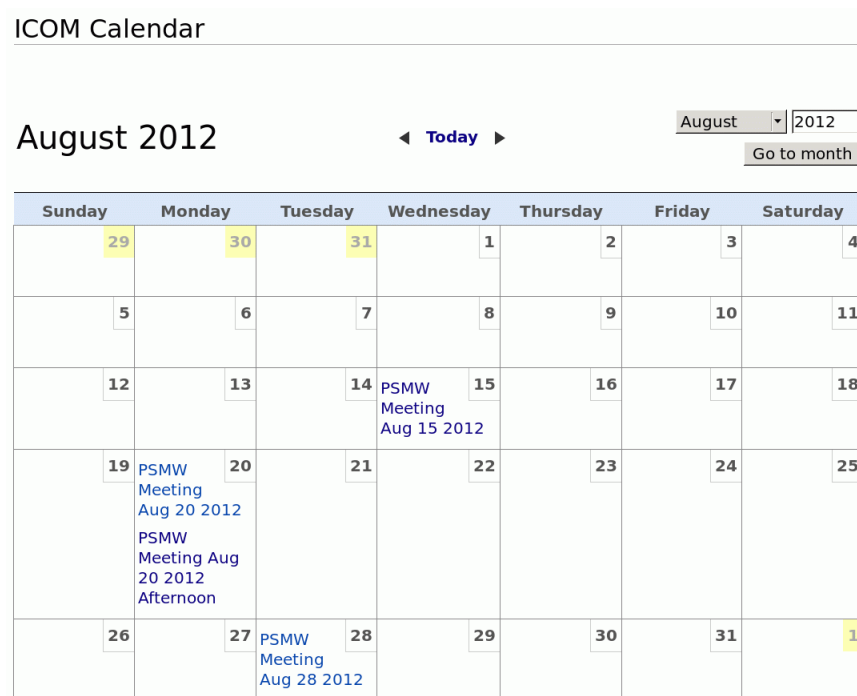 ICOM Calendar
August 2012
Today
August
2012
Go to month
Sunday Monday Tuesday Wednesday Thursday Friday Saturday
29 30 31 1 2 3 4
5 6 7 8 9 10 11
12 13 14 15 16 17 18
PSMW
Meeting
Aug 15 2012
19 20 21 22 23 24 25
PSMW
Meeting
Aug 20 2012
PSMW
Meeting Aug
20 2012
Afternoon
26 27 28 29 30 31 1
PSMW
Meeting
Aug 28 2012